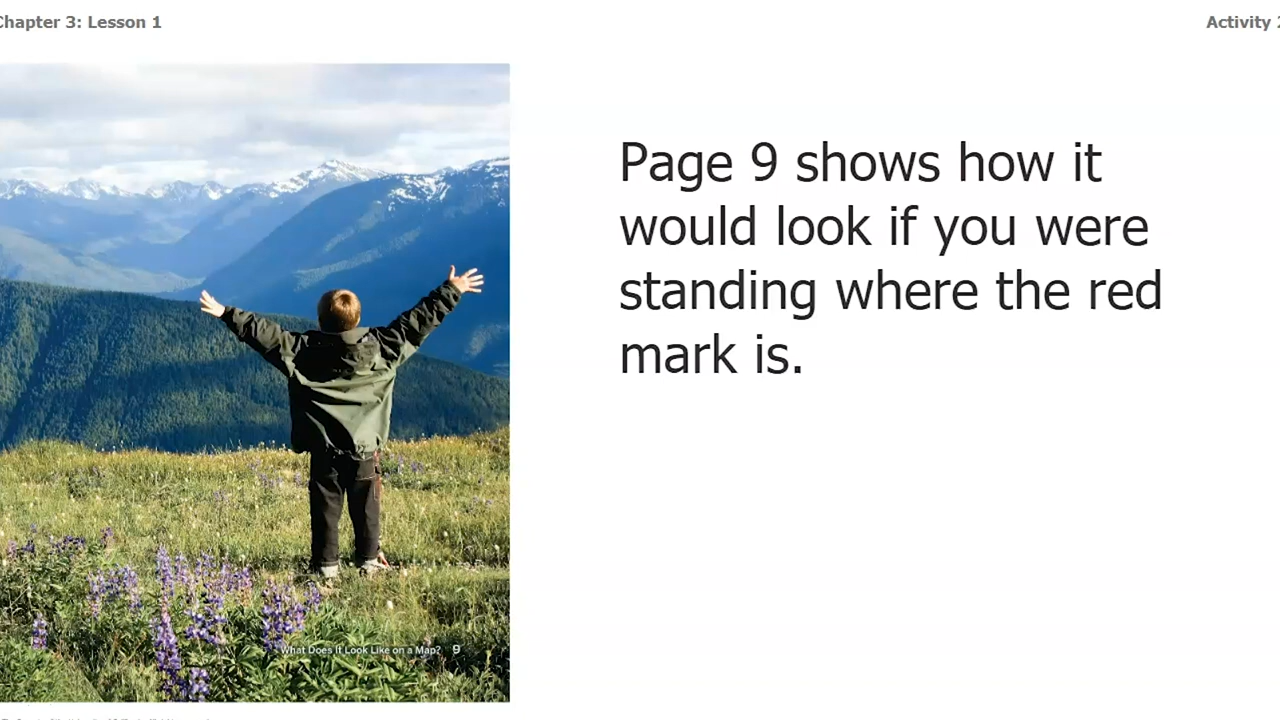 Chapter 3: Lesson 1
Activity 2
Page 9 shows how it
would look if you were
standing where the red
mark is.
What Does It Look Like on a Map? 9